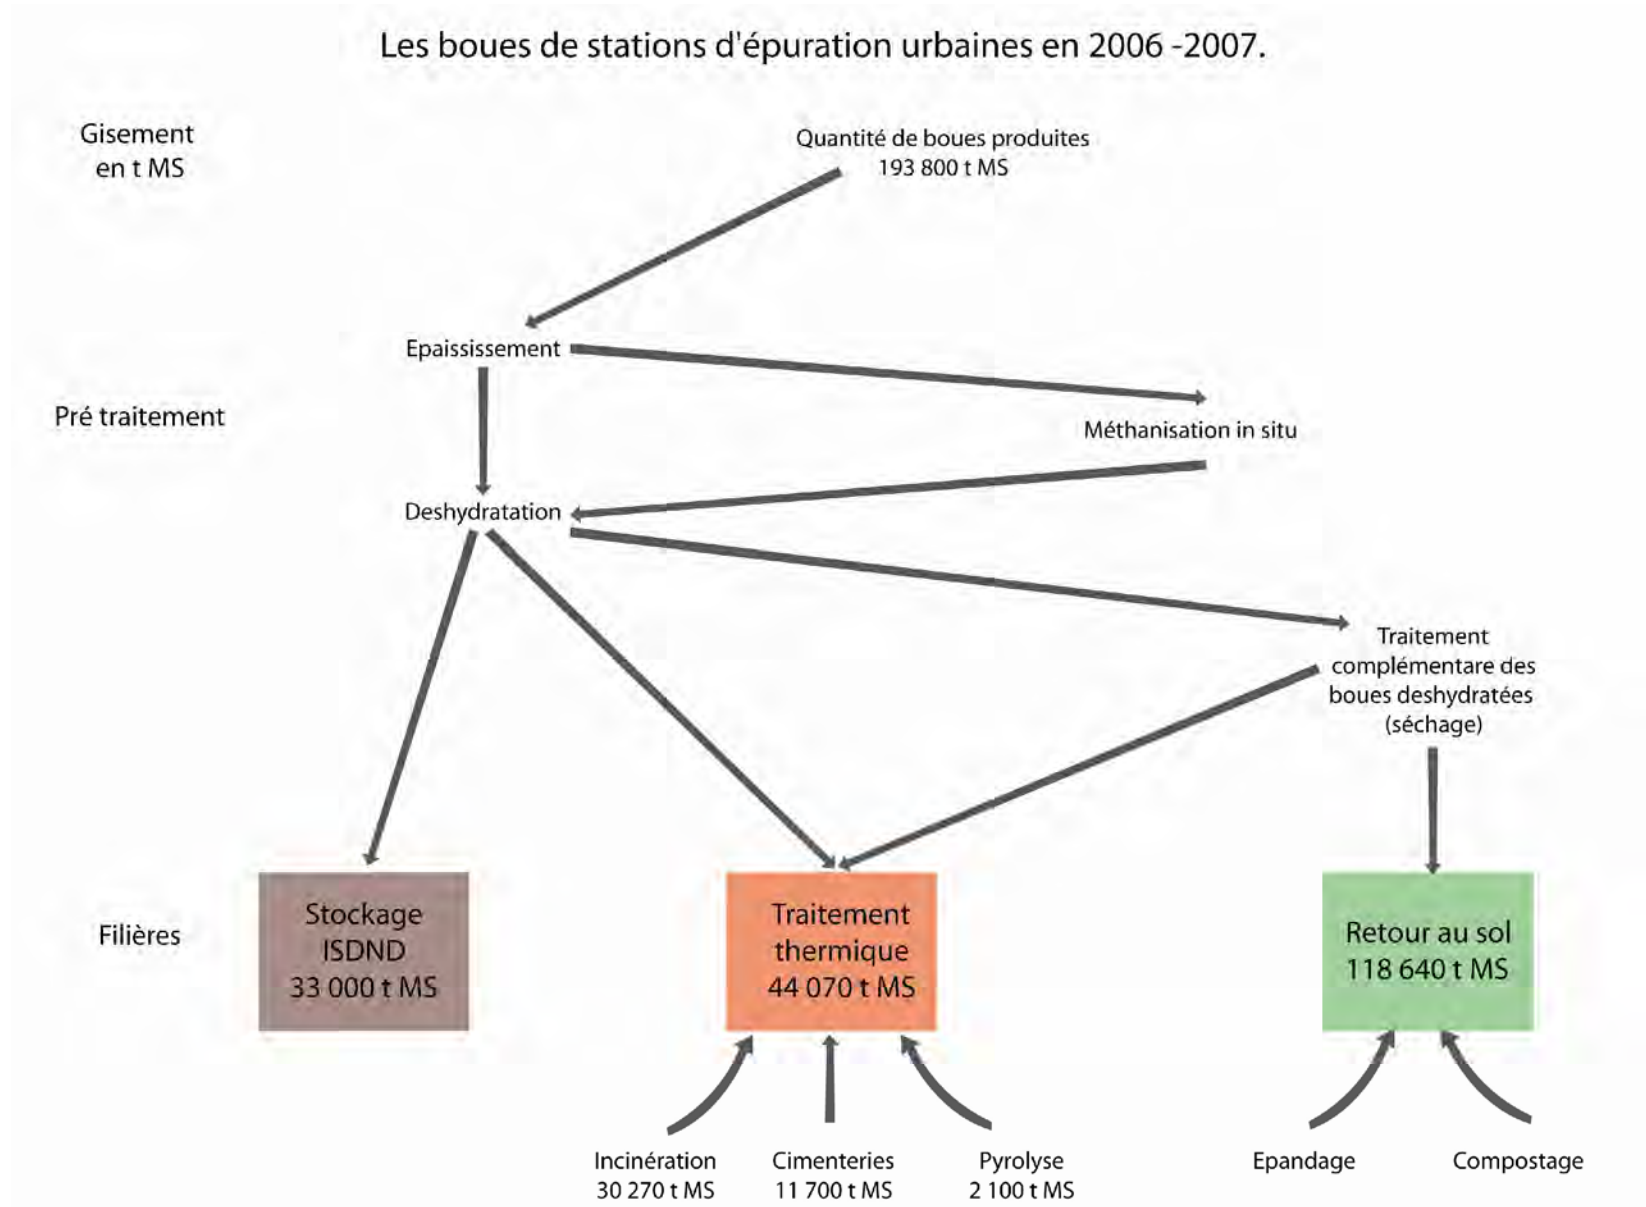 Les boues de stations d'épuration urbaines en 2006 -2007.
Gisement
en t MS
Quantité de boues produites
193 800 t MS
Epaississement
Pré traitement
Méthanisation in situ
Deshydratation
Traitement
complémentare des
boues deshydratées
(séchage)
Filières
Stockage
ISDND
33 000 t MS
Traitement
thermique
44 070 t MS
Retour au sol
118 640 t MS
Incinération
30 270 t MS
Cimenteries
11 700 t MS
Pyrolyse
2 100 t MS
Epandage
Compostage